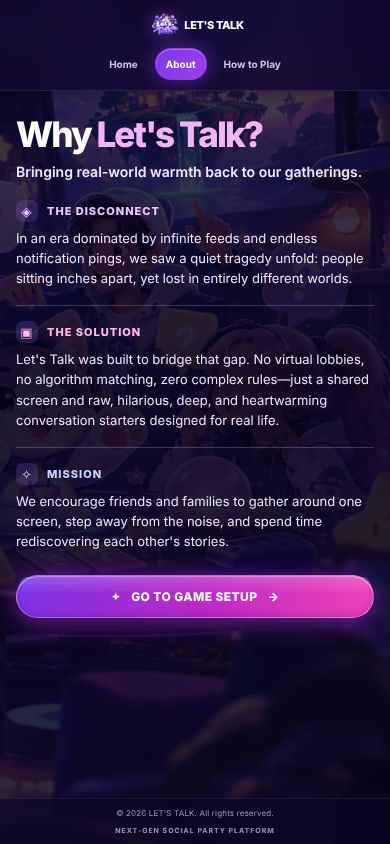 LET'S TALK
Home About How to Play
Why Let's Talk?
Bringing real-world warmth back to our gatherings.
THE DISCONNECT
In an era dominated by infinite feeds and endless
notification pings, we saw a quiet tragedy unfold: people
sitting inches apart, yet lost in entirely different worlds.
THE SOLUTION
Let's Talk was built to bridge that gap. No virtual lobbies,
no algorithm matching, zero complex rules—just a shared
screen and raw, hilarious, deep, and heartwarming
conversation starters designed for real life.
MISSION
We encourage friends and families to gather around one
screen, step away from the noise, and spend time
rediscovering each other's stories.
✦ GO TO GAME SETUP →
© 2026 LET'S TALK. All rights reserved.
NEXT-GEN SOCIAL PARTY PLATFORM